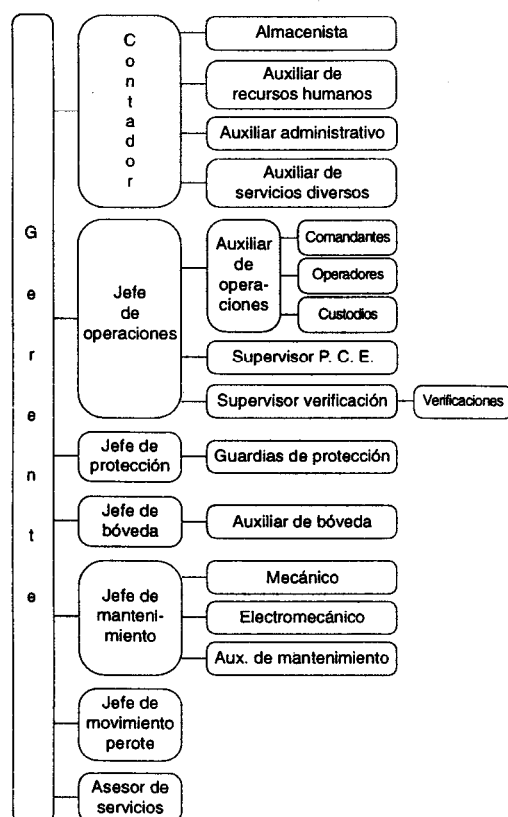 Gerente
Contador
Almacenista
Auxiliar de
recursos humanos
Auxiliar administrativo
Auxiliar de
servicios diversos
Jefe
de
operaciones
Auxiliar
de
opera-
ciones
Comandantes
Operadores
Custodios
Supervisor P. C. E.
Supervisor verificación
Verificaciones
Jefe de
protección
Guardias de protección
Jefe de
bóveda
Auxiliar de bóveda
Jefe de
manteni-
miento
Mecánico
Electromecánico
Aux. de mantenimiento
Jefe de
movimiento
perote
Asesor de
servicios